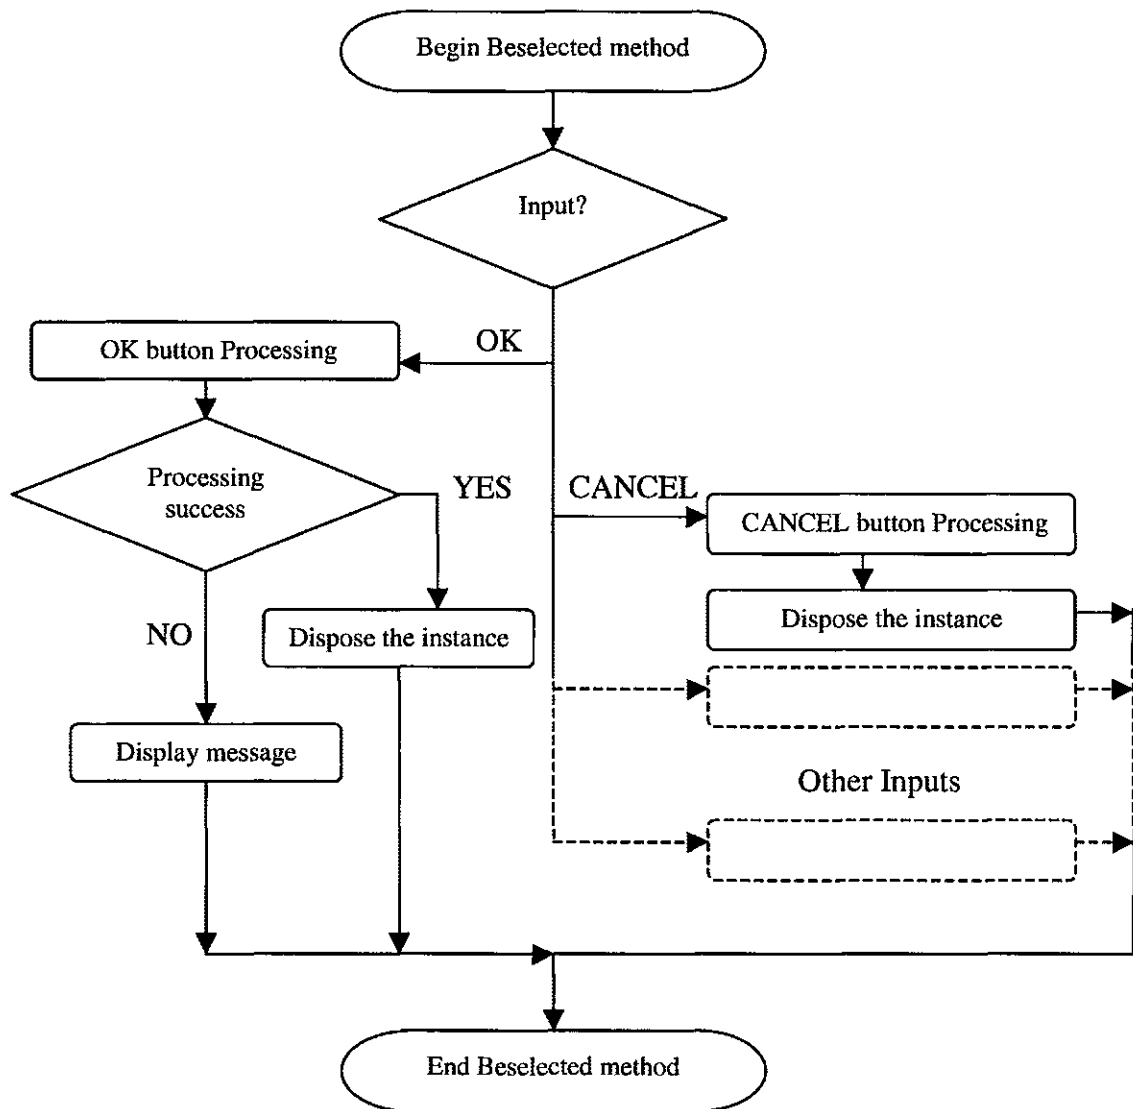 Begin Beselected method
Input?
OK
OK button Processing
Processing
success
YES
CANCEL
CANCEL button Processing
NO
Dispose the instance
Dispose the instance
Display message
Other Inputs
End Beselected method